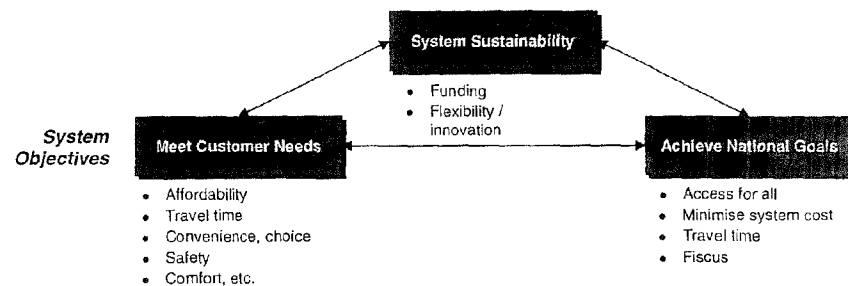 System Sustainability
• Funding
• Flexibility /
innovation
System
Objectives
Meet Customer Needs
• Affordability
• Travel time
• Convenience, choice
• Safety
• Comfort, etc.
Achieve National Goals
• Access for all
• Minimise system cost
• Travel time
• Fiscus